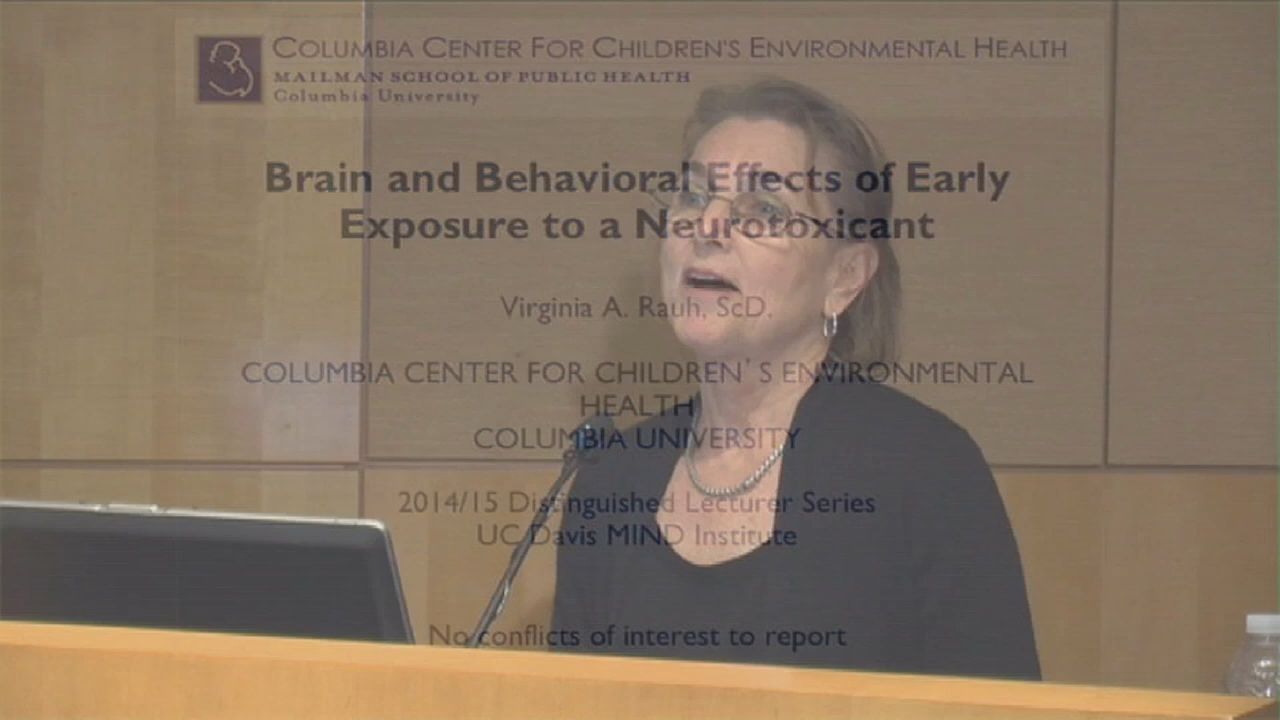 COLUMBIA CENTER FOR CHILDREN'S ENVIRONMENTAL HEALTH
MAILMAN SCHOOL OF PUBLIC HEALTH
Columbia University
Brain and Behavioral Effects of Early
Exposure to a Neurotoxicant
Virginia A. Rauh, ScD.
COLUMBIA CENTER FOR CHILDREN'S ENVIRONMENTAL
HEALTH
COLUMBIA UNIVERSITY
2014/15 Distinguished Lecturer Series
UC Davis MIND Institute
No conflicts of interest to report